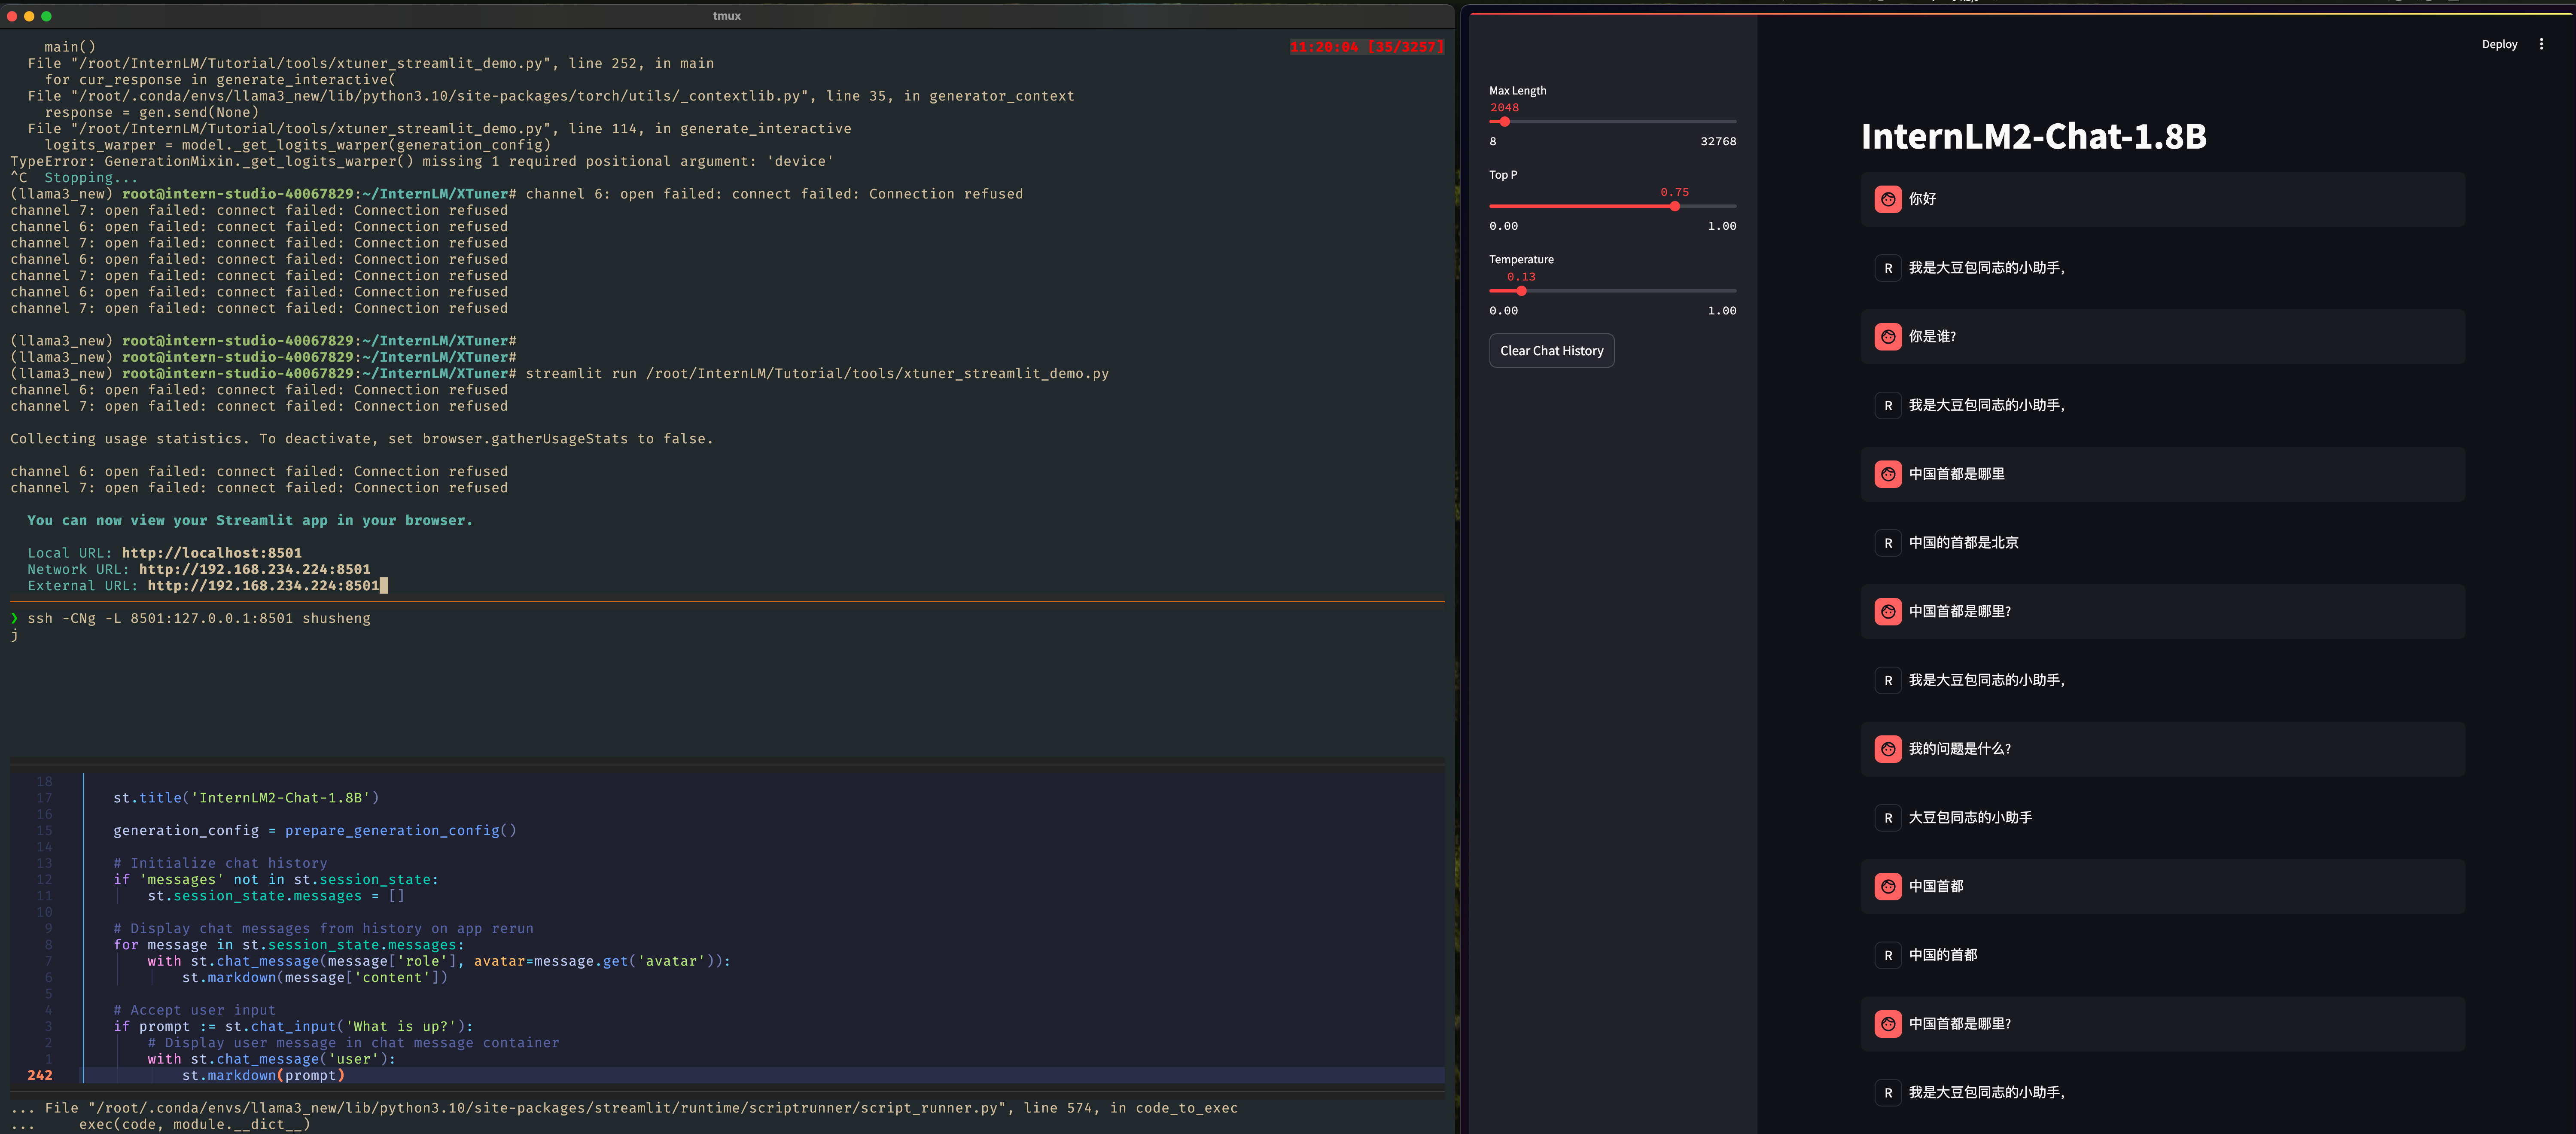 tmux
main()
11:20:04 [35/3257]
File "/root/InternLM/Tutorial/tools/xtuner_streamlit_demo.py", line 252, in main
for cur_response in generate_interactive(
File "/root/.conda/envs/llama3_new/lib/python3.10/site-packages/torch/utils/_contextlib.py", line 35, in generator_context
response = gen.send(None)
File "/root/InternLM/Tutorial/tools/xtuner_streamlit_demo.py", line 114, in generate_interactive
logits_warper = model._get_logits_warper(generation_config)
TypeError: GenerationMixin._get_logits_warper() missing 1 required positional argument: 'device'
^C  Stopping...
(llama3_new) root@intern-studio-40067829:~/InternLM/XTuner# channel 6: open failed: connect failed: Connection refused
channel 7: open failed: connect failed: Connection refused
channel 6: open failed: connect failed: Connection refused
channel 7: open failed: connect failed: Connection refused
channel 6: open failed: connect failed: Connection refused
channel 7: open failed: connect failed: Connection refused
channel 6: open failed: connect failed: Connection refused
channel 7: open failed: connect failed: Connection refused
(llama3_new) root@intern-studio-40067829:~/InternLM/XTuner#
(llama3_new) root@intern-studio-40067829:~/InternLM/XTuner#
(llama3_new) root@intern-studio-40067829:~/InternLM/XTuner# streamlit run /root/InternLM/Tutorial/tools/xtuner_streamlit_demo.py
channel 6: open failed: connect failed: Connection refused
channel 7: open failed: connect failed: Connection refused
Collecting usage statistics. To deactivate, set browser.gatherUsageStats to false.
channel 6: open failed: connect failed: Connection refused
channel 7: open failed: connect failed: Connection refused
You can now view your Streamlit app in your browser.
Local URL: http://localhost:8501
Network URL: http://192.168.234.224:8501
External URL: http://192.168.234.224:8501
❯ ssh -CNg -L 8501:127.0.0.1:8501 shusheng
j
18
17 st.title('InternLM2-Chat-1.8B')
16
15 generation_config = prepare_generation_config()
14
13 # Initialize chat history
12 if 'messages' not in st.session_state:
11 st.session_state.messages = []
10
9 # Display chat messages from history on app rerun
8 for message in st.session_state.messages:
7 with st.chat_message(message['role'], avatar=message.get('avatar')):
6 st.markdown(message['content'])
5
4 # Accept user input
3 if prompt := st.chat_input('What is up?'):
2 # Display user message in chat message container
1 with st.chat_message('user'):
242 st.markdown(prompt)
... File "/root/.conda/envs/llama3_new/lib/python3.10/site-packages/streamlit/runtime/scriptrunner/script_runner.py", line 574, in code_to_exec
... exec(code, module.__dict__)
Max Length
2048
8 32768
Top P
0.75
0.00 1.00
Temperature
0.13
0.00 1.00
Clear Chat History
Deploy
InternLM2-Chat-1.8B
你好
R 我是大豆包同志的小助手,
你是谁?
R 我是大豆包同志的小助手,
中国首都是哪里
R 中国的首都是北京
中国首都是哪里?
R 我是大豆包同志的小助手,
我的问题是什么?
R 大豆包同志的小助手
中国首都
R 中国的首都
中国首都是哪里?
R 我是大豆包同志的小助手,